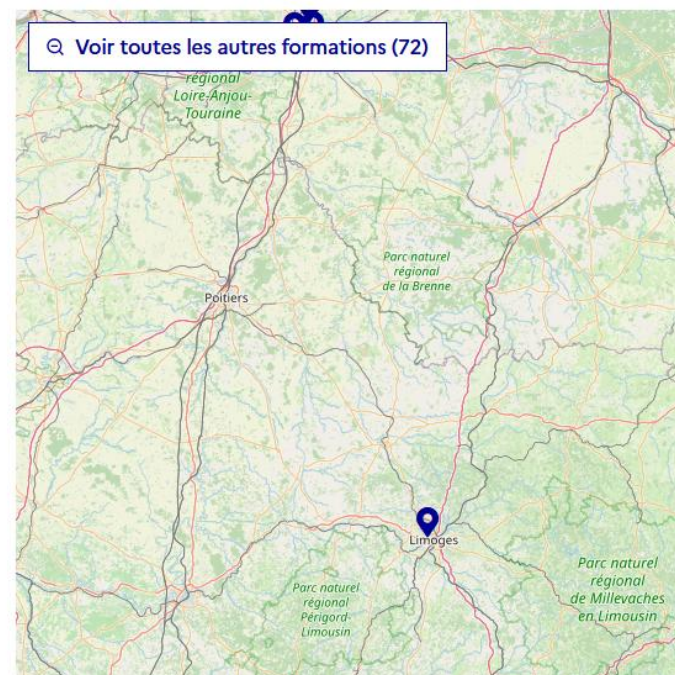 Voir toutes les autres formations (72)
régional
Loire-Anjou-
Touraine
Parc naturel
régional
de la Brenne
Poitiers
Limoges
Parc naturel
régional
de Millevaches
en Limousin
Parc naturel
régional
Périgord-
Limousin